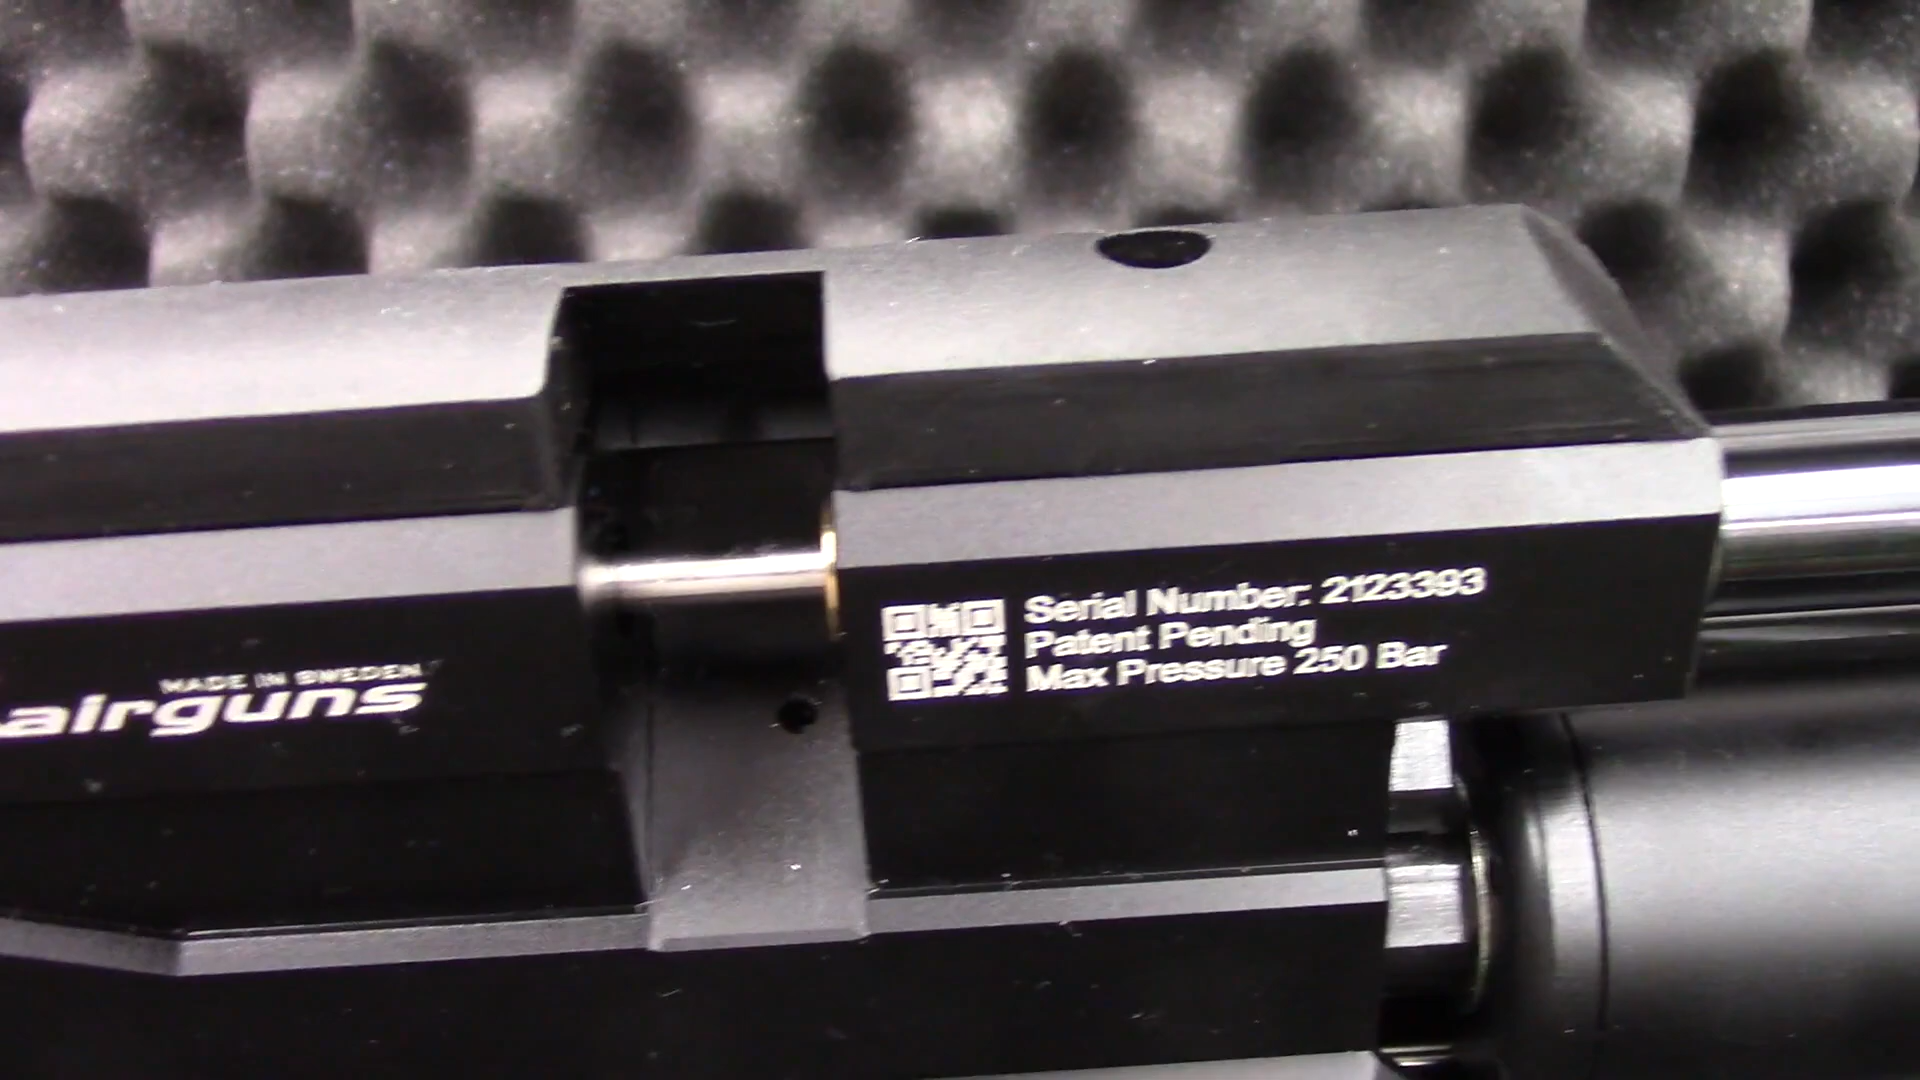 MADE IN SWEDEN
airguns
Serial Number: 2123393
Patent Pending
Max Pressure 250 Bar